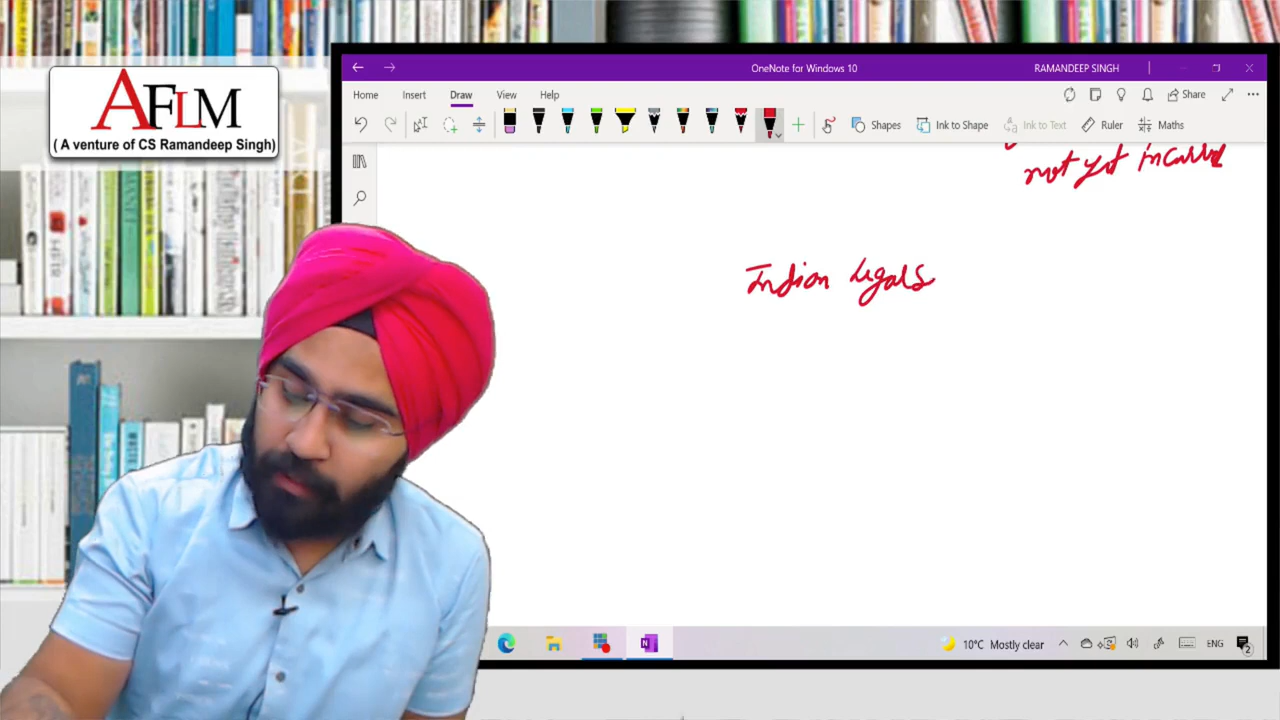 AFLM
( A venture of CS Ramandeep Singh)
OneNote for Windows 10
RAMANDEEP SINGH
Home
Insert
Draw
View
Help
Share
Shapes
Ink to Shape
Ink to Text
Ruler
Maths
not yet
Indian legals
10°C Mostly clear
ENG
2